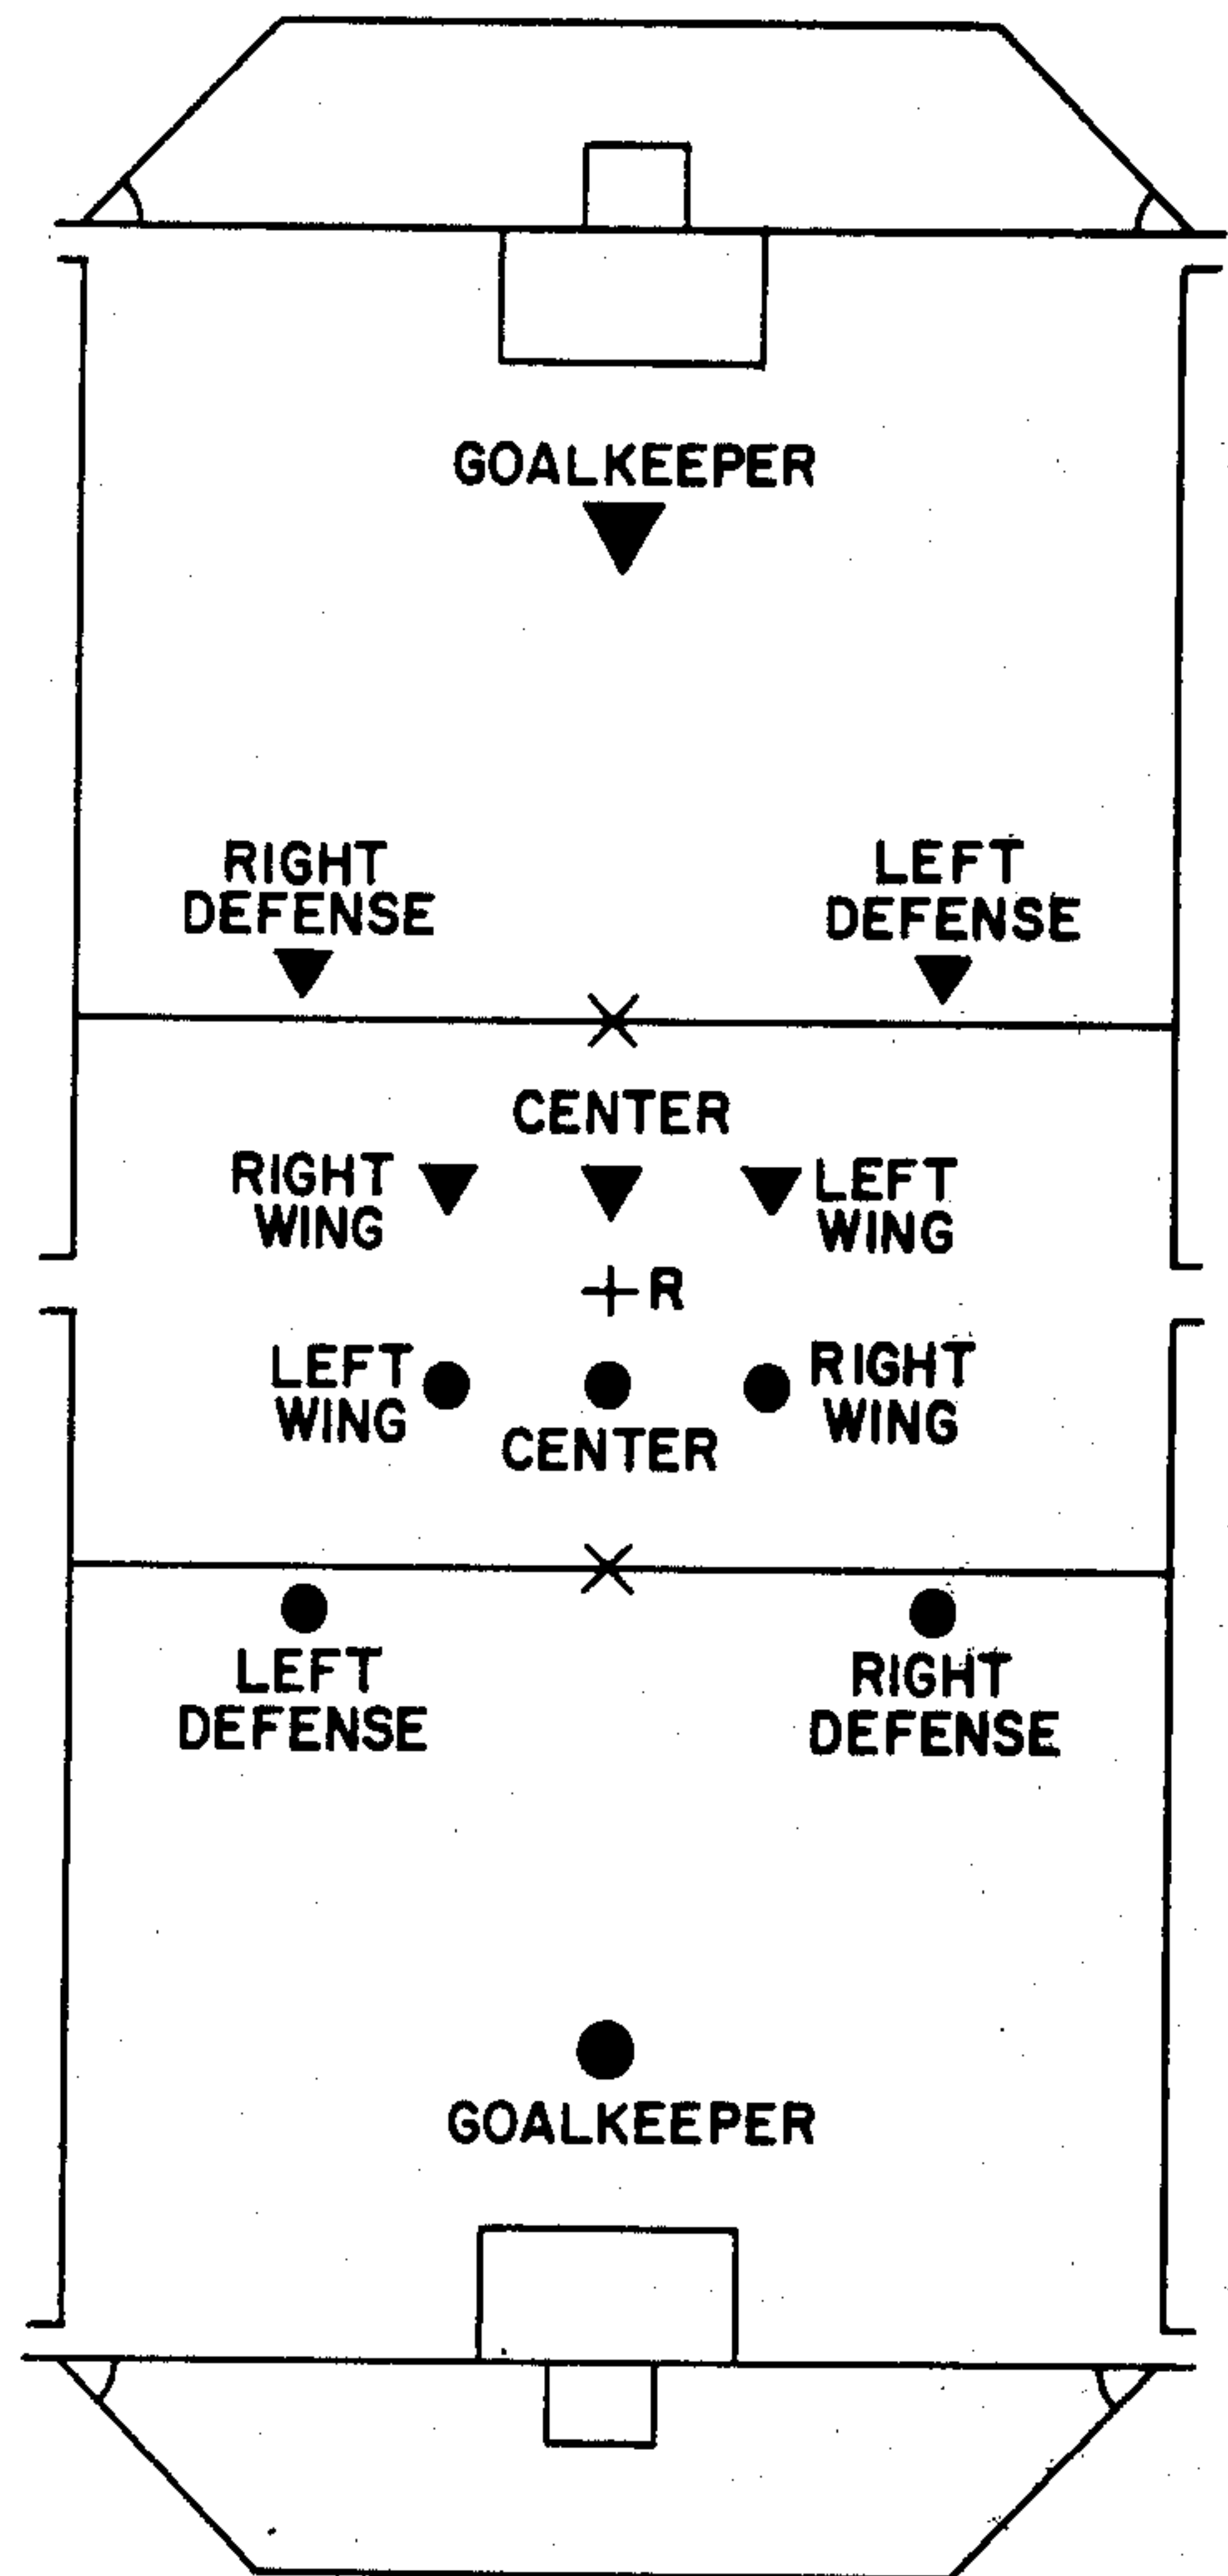 GOALKEEPER
RIGHT
DEFENSE
LEFT
DEFENSE
CENTER
RIGHT
WING
LEFT
WING
R
LEFT
WING
CENTER
RIGHT
WING
LEFT
DEFENSE
RIGHT
DEFENSE
GOALKEEPER